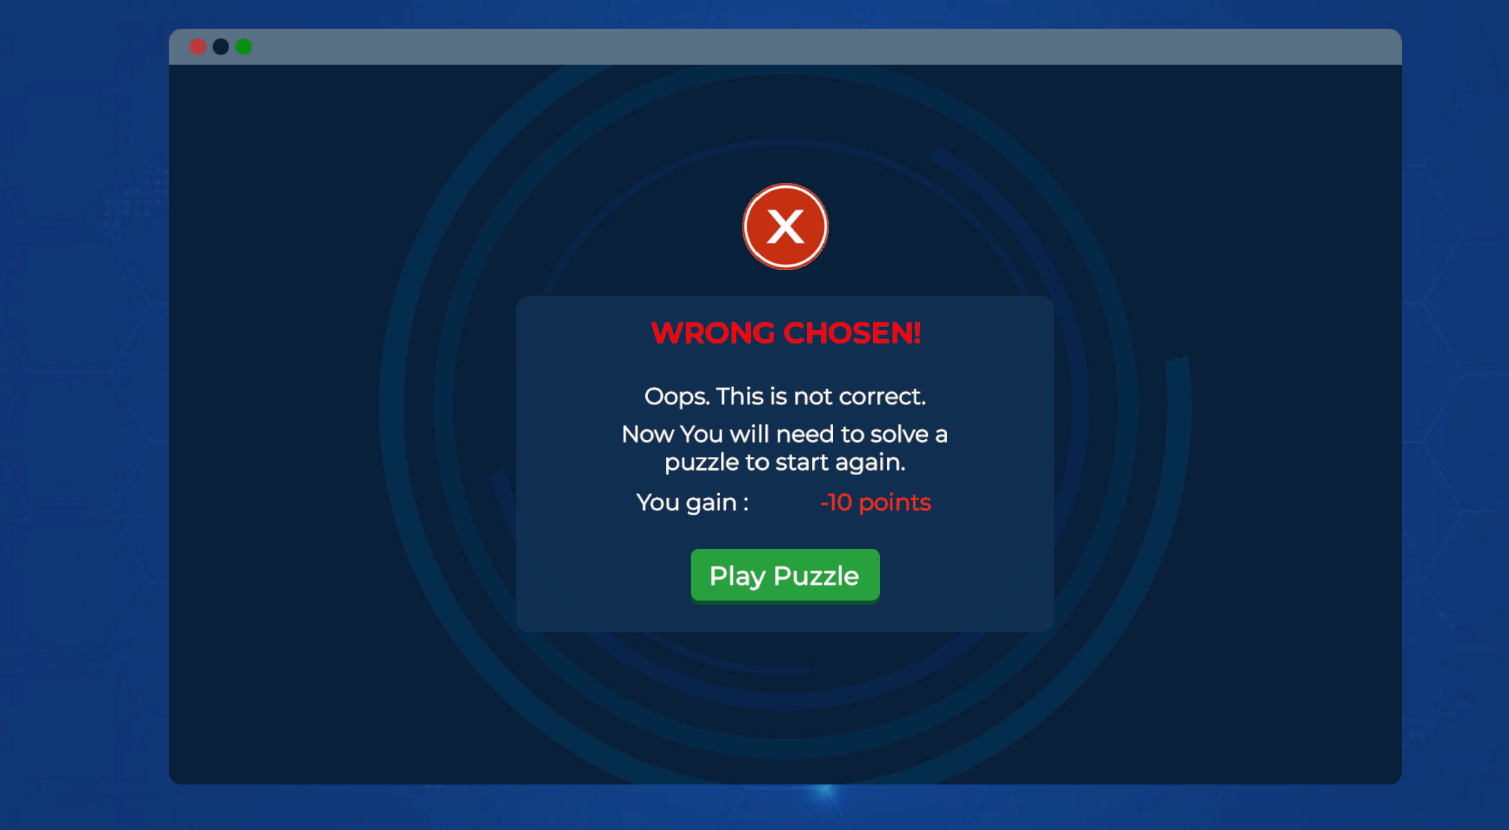 X
WRONG CHOSEN!
Oops. This is not correct.
Now You will need to solve a
puzzle to start again.
You gain : -10 points
Play Puzzle